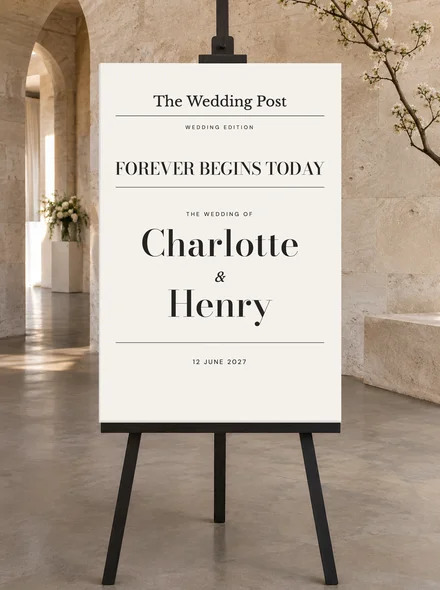 The Wedding Post
WEDDING EDITION
FOREVER BEGINS TODAY
THE WEDDING OF
Charlotte
&
Henry
12 JUNE 2027